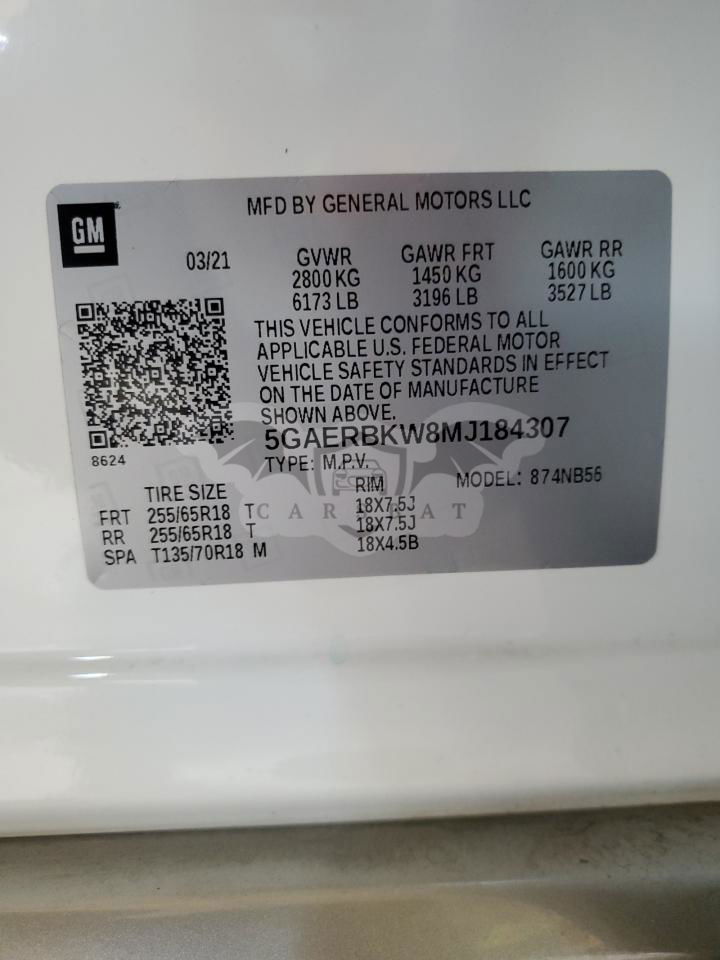 MFD BY GENERAL MOTORS LLC
GM
03/21
GVWR GAWR FRT GAWR RR
2800 KG 1450 KG 1600 KG
6173 LB 3196 LB 3527 LB
THIS VEHICLE CONFORMS TO ALL
APPLICABLE U.S. FEDERAL MOTOR
VEHICLE SAFETY STANDARDS IN EFFECT
ON THE DATE OF MANUFACTURE
SHOWN ABOVE.
5GAERBKW8MJ184307
8624
TYPE: M.P.V. MODEL: 874NB56
TIRE SIZE RIM
FRT 255/65R18 T 18X7.5J
RR 255/65R18 T 18X7.5J
SPA T135/70R18 M 18X4.5B